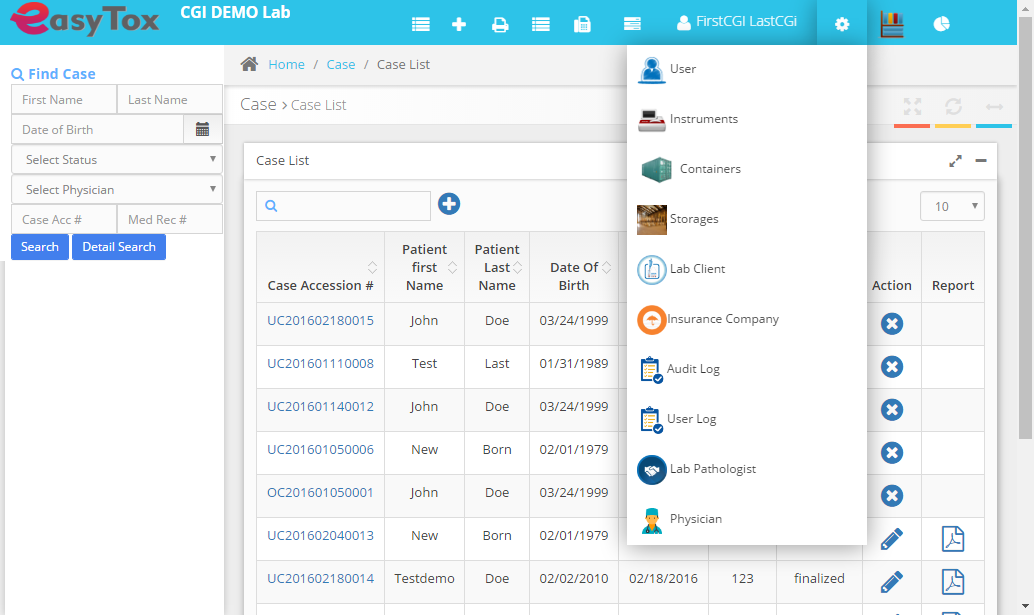 easyTox
CGI DEMO Lab
FirstCGI LastCGi
Find Case
First Name
Last Name
Date of Birth
Select Status
Select Physician
Case Acc #
Med Rec #
Search
Detail Search
Home / Case / Case List
Case > Case List
Case List
10
Case Accession #
Patient
first
Name
Patient
Last
Name
Date Of
Birth
Action
Report
UC201602180015 John Doe 03/24/1999
UC201601110008 Test Last 01/31/1989
UC201601140012 John Doe 03/24/1999
UC201601050006 New Born 02/01/1979
OC201601050001 John Doe 03/24/1999
UC201602040013 New Born 02/01/1979
UC201602180014 Testdemo Doe 02/02/2010 02/18/2016 123 finalized
User
Instruments
Containers
Storages
Lab Client
Insurance Company
Audit Log
User Log
Lab Pathologist
Physician